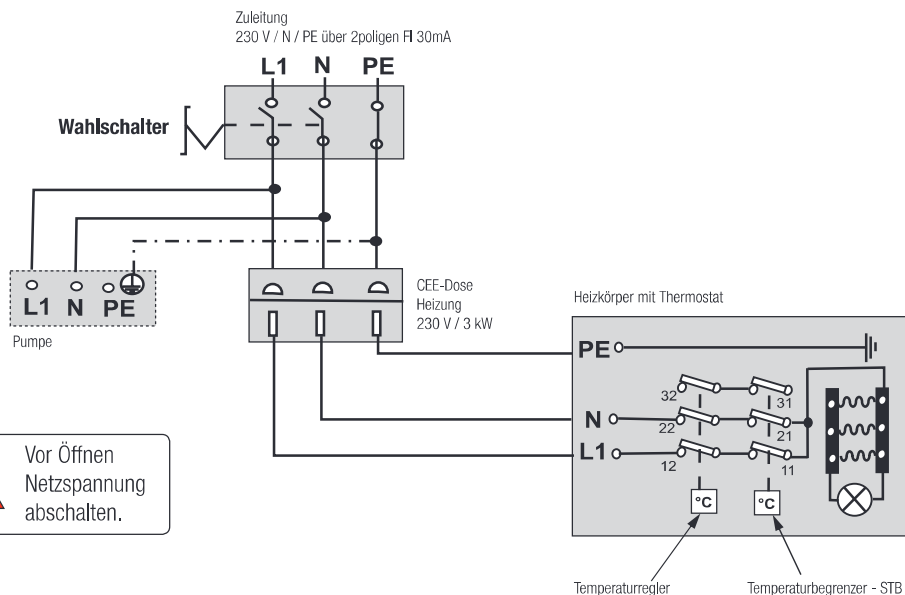 Zuleitung
230 V / N / PE über 2poligen FI 30mA
L1 N PE
Wahlschalter
L1 N PE
Pumpe
CEE-Dose
Heizung
230 V / 3 kW
Heizkörper mit Thermostat
PE
32 31
N
22 21
L1
12 11
°C °C
Temperaturregler Temperaturbegrenzer - STB
Vor Öffnen
Netzspannung
abschalten.